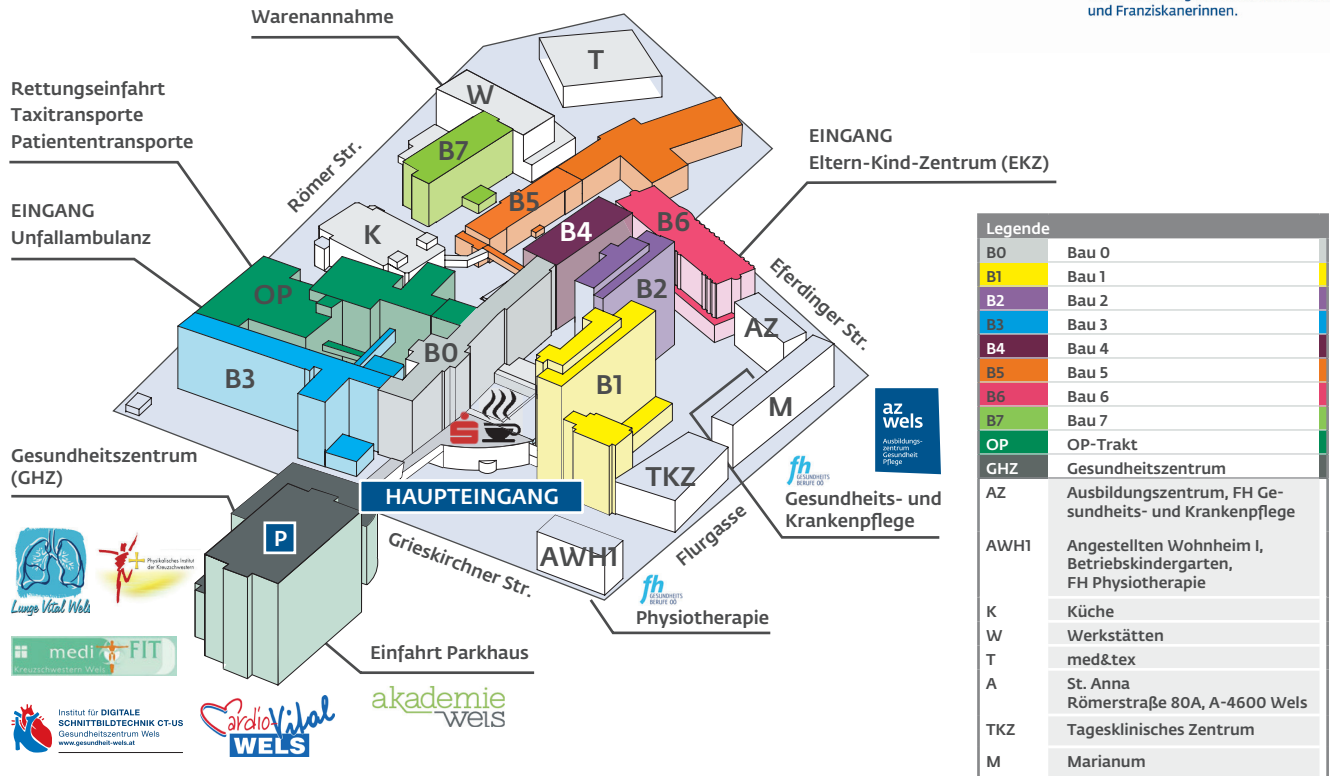 und Franziskanerinnen.
Warenannahme
Rettungseinfahrt
Taxitransporte
Patiententransporte
EINGANG
Unfallambulanz
EINGANG
Eltern-Kind-Zentrum (EKZ)
Römer Str.
Eferdinger Str.
T
W
B7
B5
B6
B4
K
B2
OP
B0
B3
B1
AZ
M
TKZ
AWH1
HAUPTEINGANG
Grieskirchner Str.
Flurgasse
Gesundheitszentrum
(GHZ)
P
az
wels
Ausbildungs-
zentrum
Gesundheit
Pflege
fh
GESUNDHEITS
BERUFE OÖ
Gesundheits- und
Krankenpflege
fh
GESUNDHEITS
BERUFE OÖ
Physiotherapie
Einfahrt Parkhaus
Lunge Vital Wels
Physikalisches Institut
der Kreuzschwestern
medi FIT
Kreuzschwestern Wels
Institut für DIGITALE
SCHNITTBILDTECHNIK CT-US
Gesundheitszentrum Wels
www.gesundheit-wels.at
CardioVital
WELS
akademie
wels
Legende
B0 Bau 0
B1 Bau 1
B2 Bau 2
B3 Bau 3
B4 Bau 4
B5 Bau 5
B6 Bau 6
B7 Bau 7
OP OP-Trakt
GHZ Gesundheitszentrum
AZ Ausbildungszentrum, FH Ge-
sundheits- und Krankenpflege
AWH1 Angestellten Wohnheim I,
Betriebskindergarten,
FH Physiotherapie
K Küche
W Werkstätten
T med&tex
A St. Anna
Römerstraße 80A, A-4600 Wels
TKZ Tagesklinisches Zentrum
M Marianum